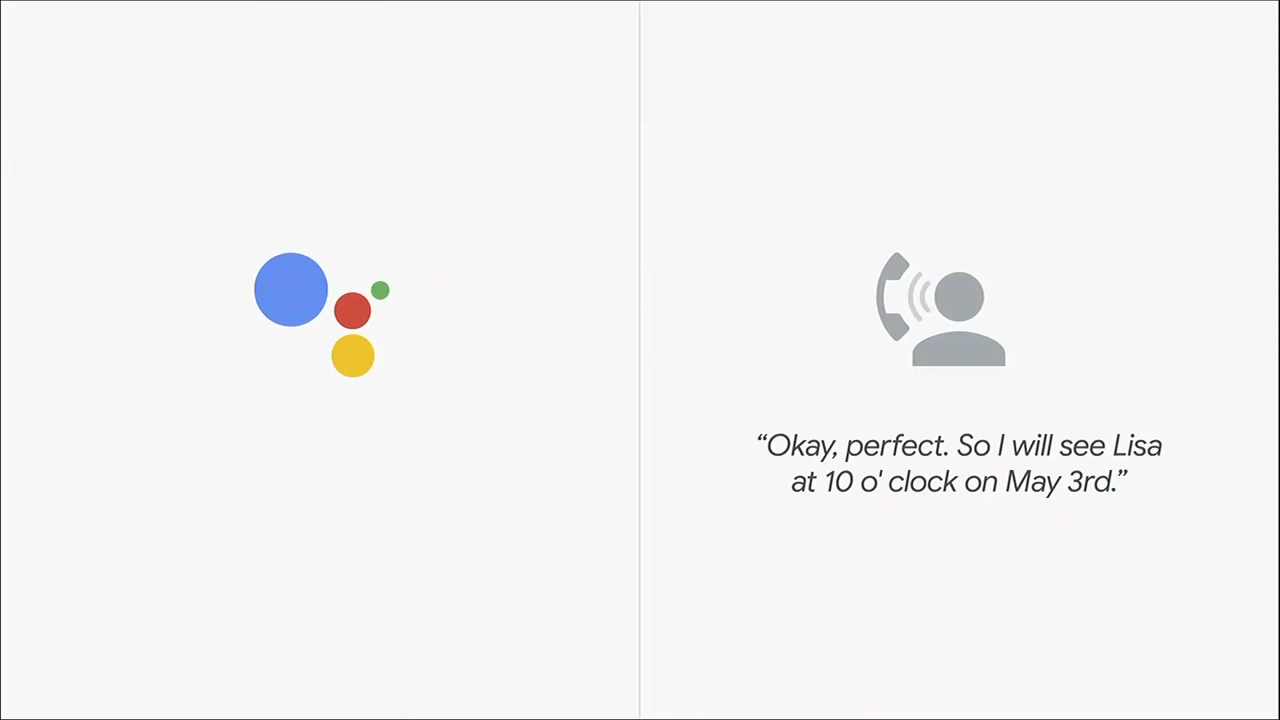 “Okay, perfect. So I will see Lisa
at 10 o' clock on May 3rd.”